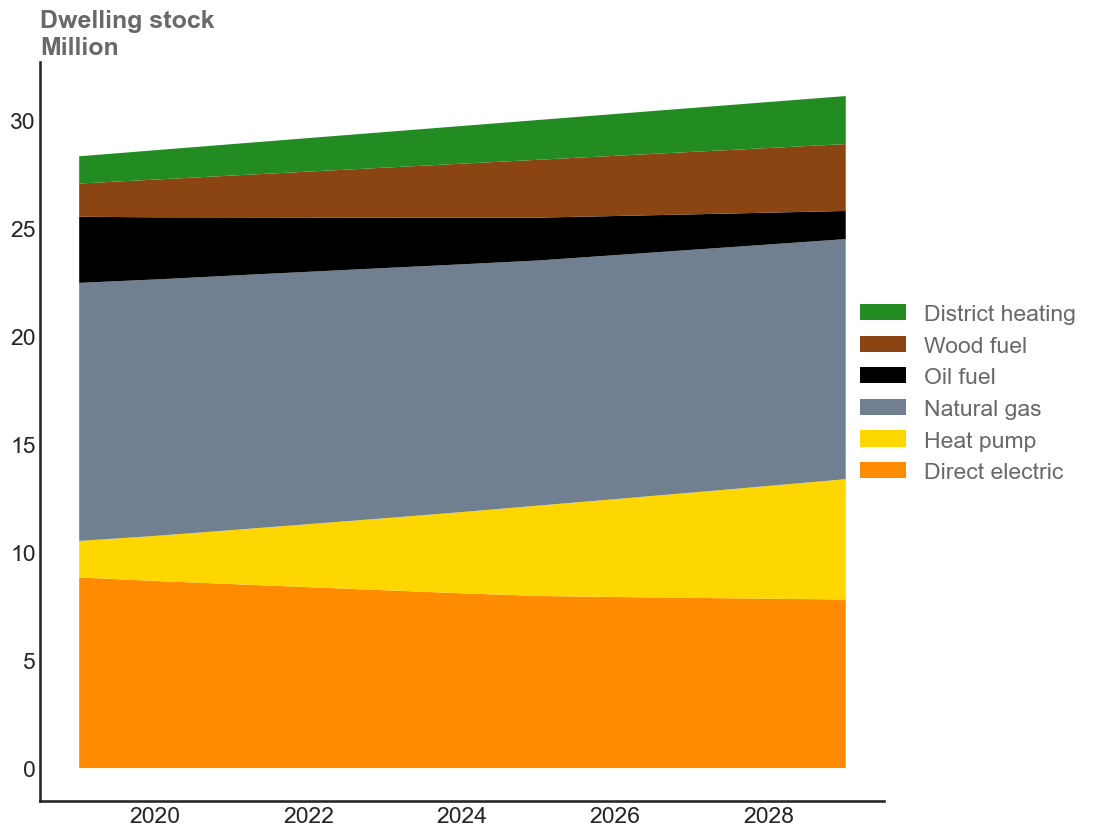 Dwelling stock
Million
30
25
20
15
10
5
0
2020 2022 2024 2026 2028
District heating
Wood fuel
Oil fuel
Natural gas
Heat pump
Direct electric